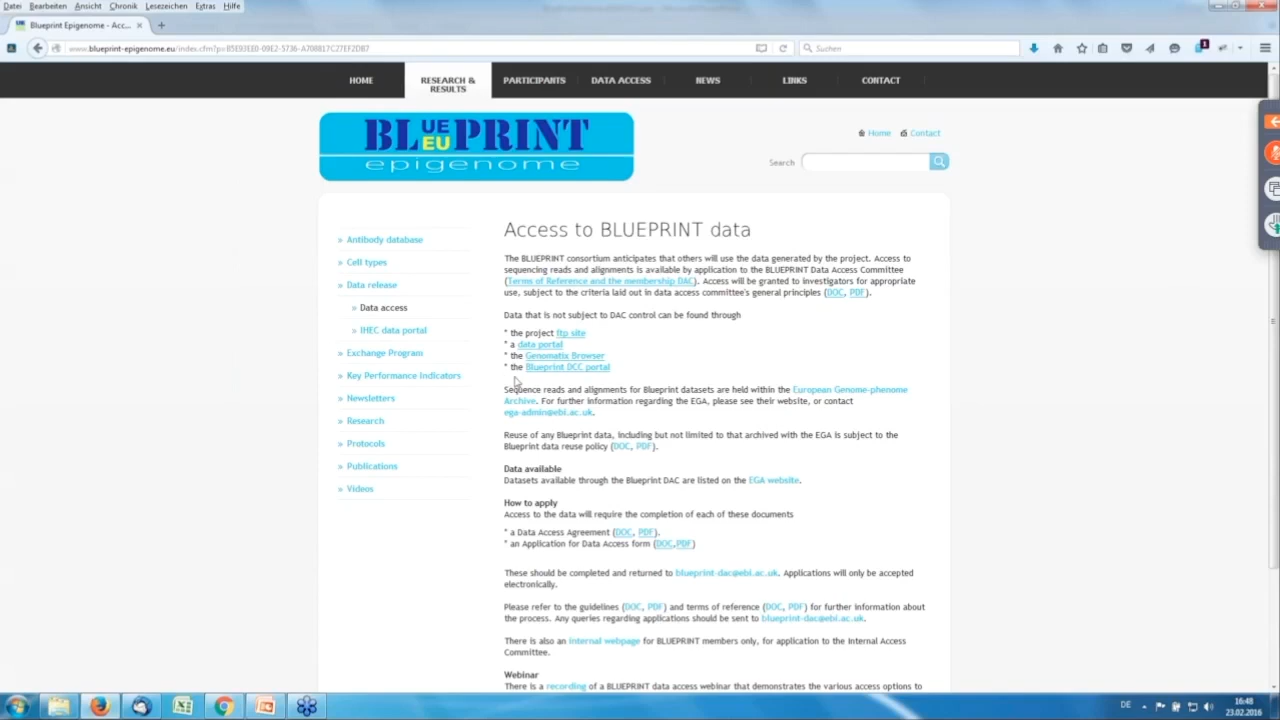 Datei Bearbeiten Ansicht Chronik Lesezeichen Extras Hilfe
Blueprint Epigenome - Acc...
www.blueprint-epigenome.eu/index.cfm?p=B5E93EE0-09E2-5736-A708817C27EF2DB7
Suchen
HOME
RESEARCH &
RESULTS
PARTICIPANTS
DATA ACCESS
NEWS
LINKS
CONTACT
BLUEPRINT
EU
epigenome
Home Contact
Search
» Antibody database
» Cell types
» Data release
» Data access
» IHEC data portal
» Exchange Program
» Key Performance Indicators
» Newsletters
» Research
» Protocols
» Publications
» Videos
Access to BLUEPRINT data
The BLUEPRINT consortium anticipates that others will use the data generated by the project. Access to
sequencing reads and alignments is available by application to the BLUEPRINT Data Access Committee
(Terms of Reference and the membership DAC). Access will be granted to investigators for appropriate
use, subject to the criteria laid out in data access committee's general principles (DOC, PDF).
Data that is not subject to DAC control can be found through
* the project ftp site
* a data portal
* the Genomatix Browser
* the Blueprint DCC portal
Sequence reads and alignments for Blueprint datasets are held within the European Genome-phenome
Archive. For further information regarding the EGA, please see their website, or contact
ega-admin@ebi.ac.uk.
Reuse of any Blueprint data, including but not limited to that archived with the EGA is subject to the
Blueprint data reuse policy (DOC, PDF).
Data available
Datasets available through the Blueprint DAC are listed on the EGA website.
How to apply
Access to the data will require the completion of each of these documents
* a Data Access Agreement (DOC, PDF).
* an Application for Data Access form (DOC,PDF)
These should be completed and returned to blueprint-dac@ebi.ac.uk. Applications will only be accepted
electronically.
Please refer to the guidelines (DOC, PDF) and terms of reference (DOC, PDF) for further information about
the process. Any queries regarding applications should be sent to blueprint-dac@ebi.ac.uk.
There is also an internal webpage for BLUEPRINT members only, for application to the Internal Access
Committee.
Webinar
There is a recording of a BLUEPRINT data access webinar that demonstrates the various access options to
DE
16:48
23.02.2016